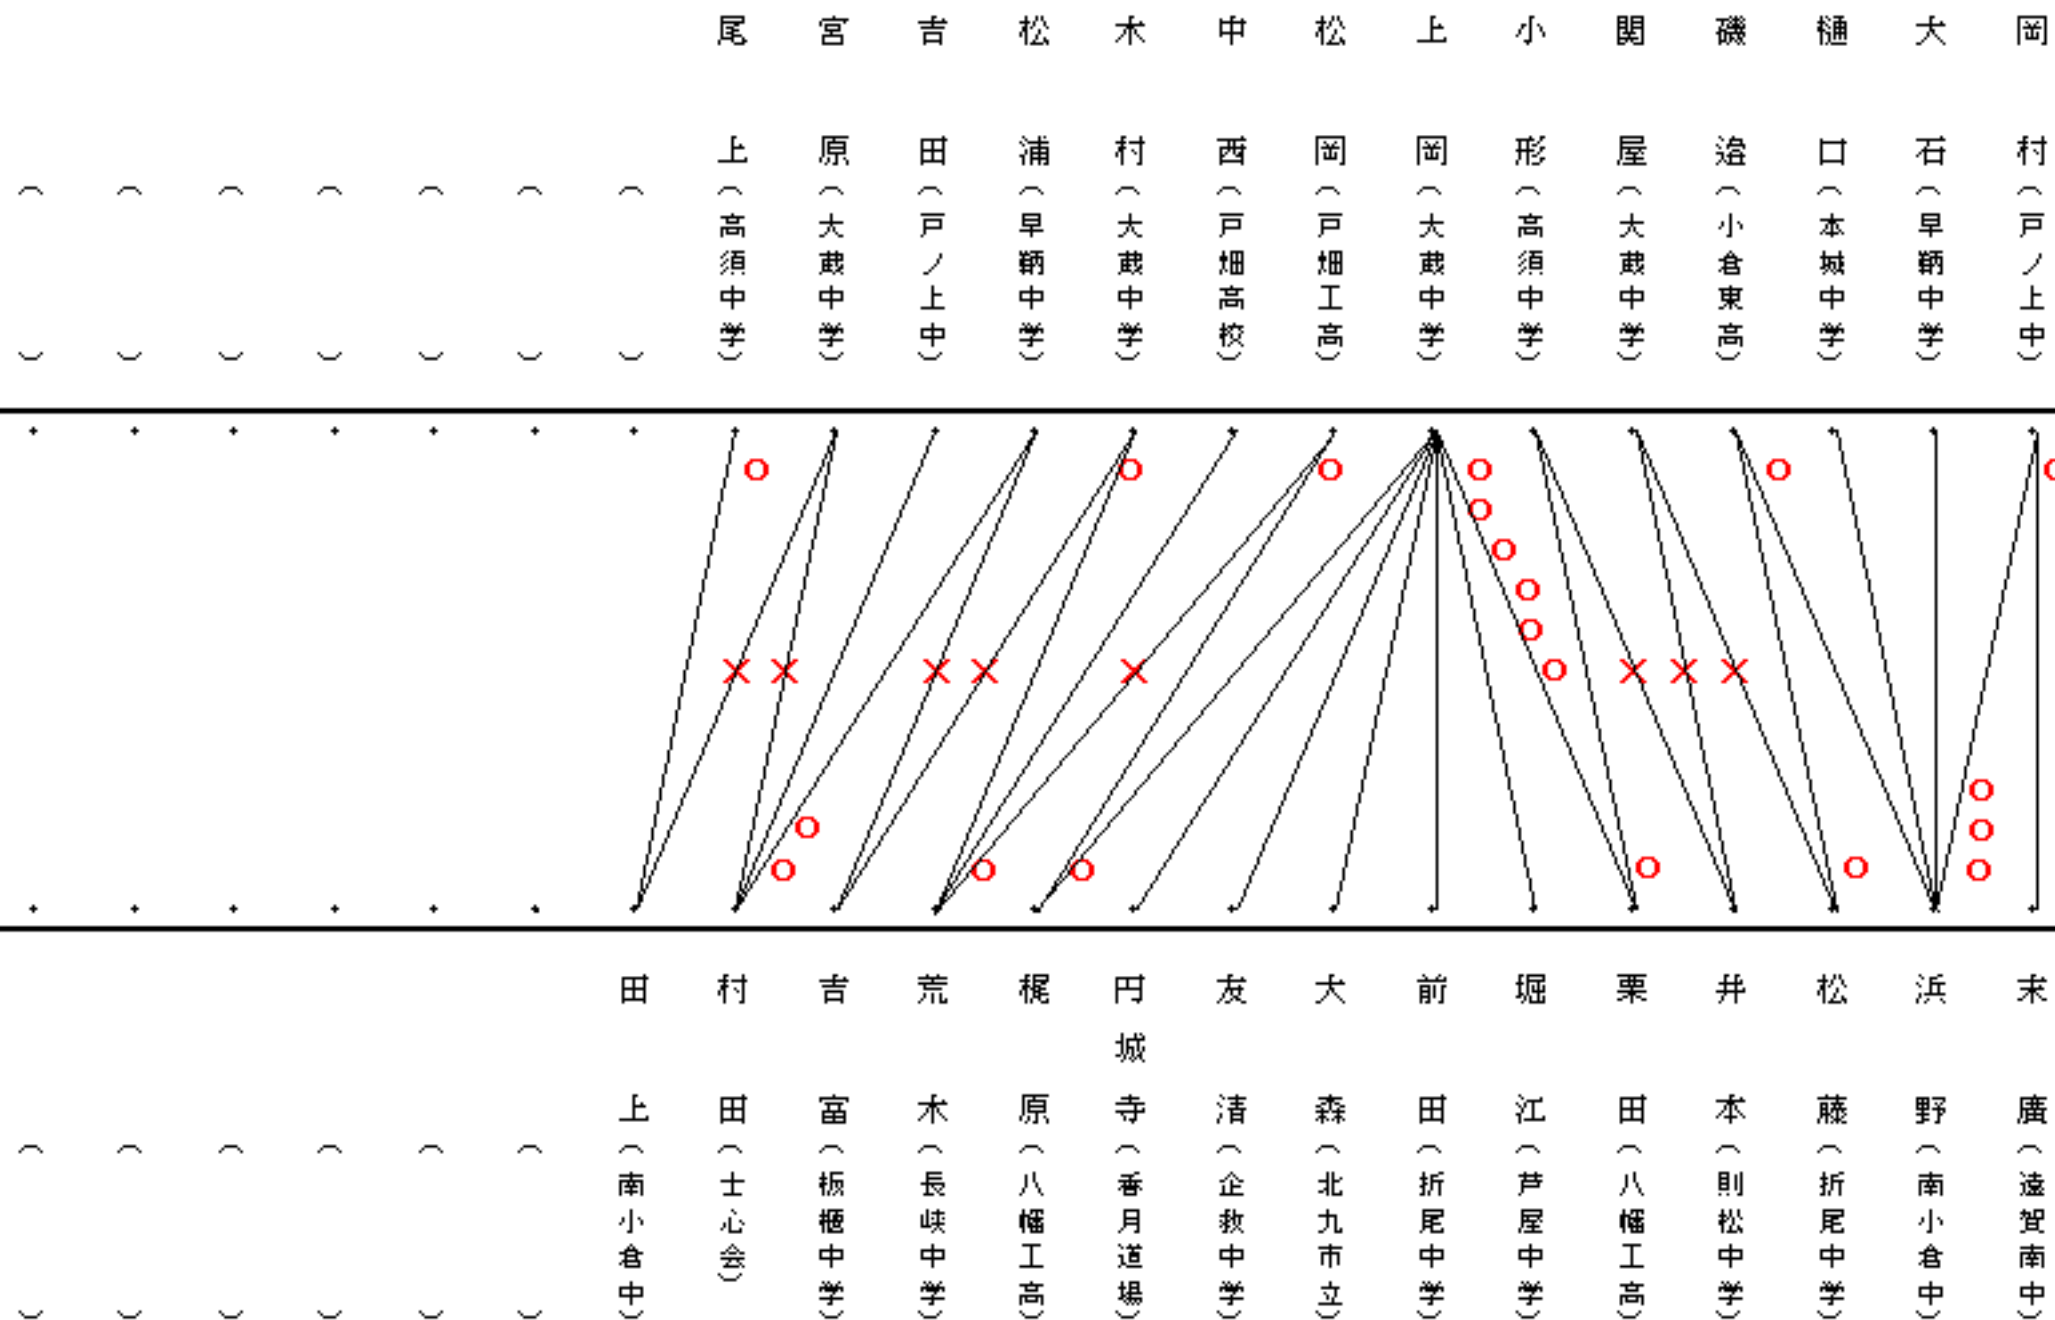 岡村（戸ノ上中）
大石（早鞆中学）
樋口（本城中学）
磯邉（小倉東高）
関屋（大蔵中学）
小形（高須中学）
上岡（大蔵中学）
松岡（戸畑工高）
中西（戸畑高校）
木村（大蔵中学）
松浦（早鞆中学）
吉田（戸ノ上中）
宮原（大蔵中学）
尾上（高須中学）
末廣（遠賀南中）
浜野（南小倉中）
松藤（折尾中学）
井本（則松中学）
栗田（八幡工高）
堀江（芦屋中学）
前田（折尾中学）
大森（北九市立）
友清（企救中学）
円城寺（香月道場）
梶原（八幡工高）
荒木（長峡中学）
吉富（板櫃中学）
村田（士心会）
田上（南小倉中）